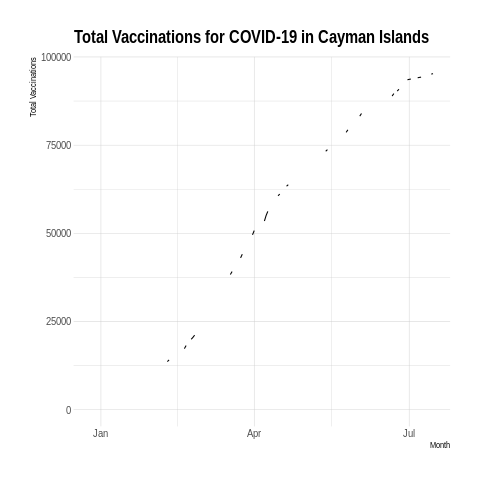 Total Vaccinations for COVID-19 in Cayman Islands
Total Vaccinations
100000
75000
50000
25000
0
Jan Apr Jul
Month